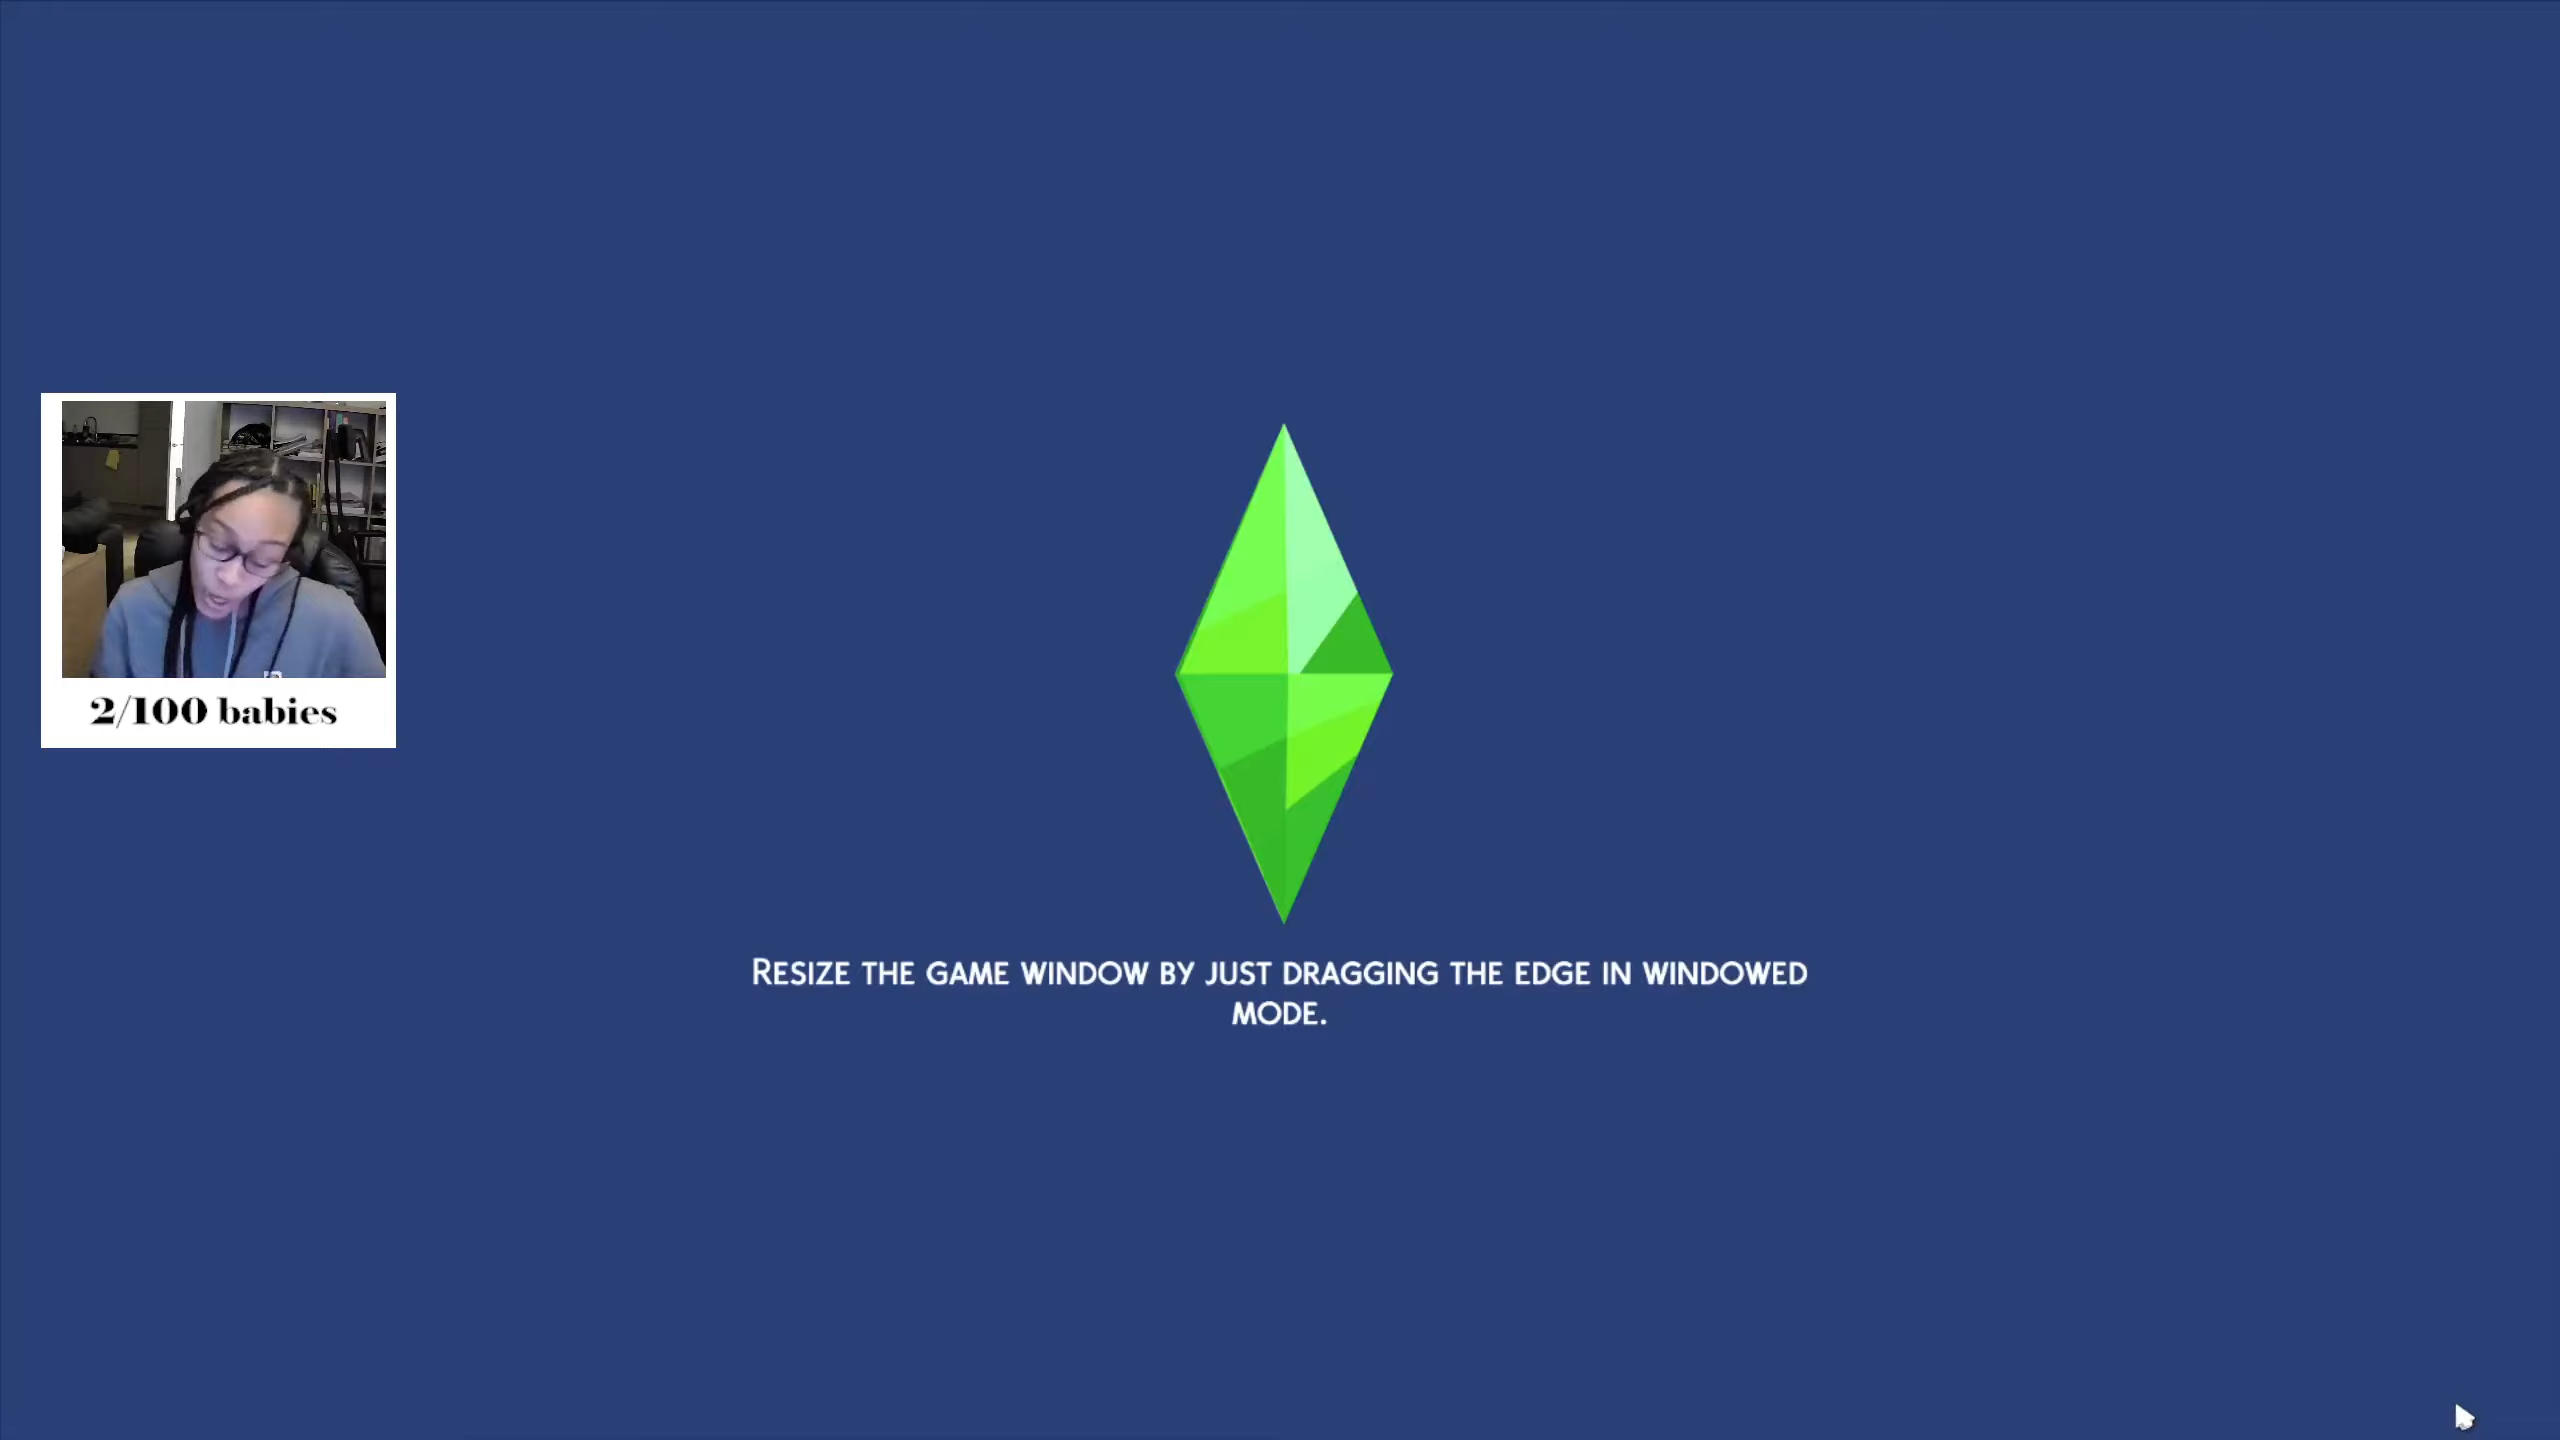 2/100 babies
Resize the game window by just dragging the edge in windowed
mode.